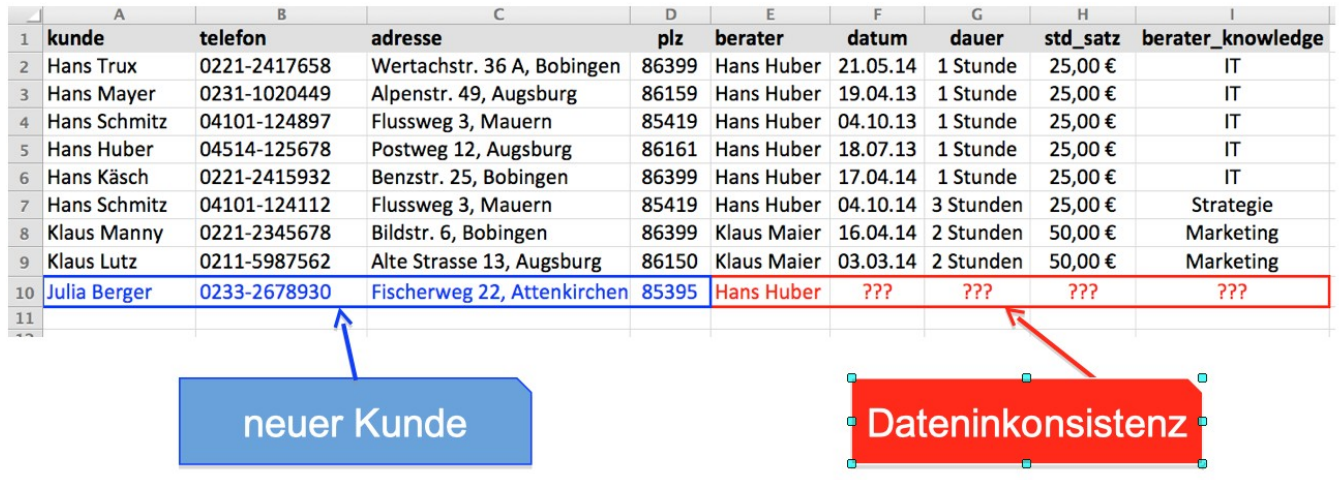 A B C D E F G H I
1 kunde telefon adresse plz berater datum dauer std_satz berater_knowledge
2 Hans Trux 0221-2417658 Wertachstr. 36 A, Bobingen 86399 Hans Huber 21.05.14 1 Stunde 25,00 € IT
3 Hans Mayer 0231-1020449 Alpenstr. 49, Augsburg 86159 Hans Huber 19.04.13 1 Stunde 25,00 € IT
4 Hans Schmitz 04101-124897 Flussweg 3, Mauern 85419 Hans Huber 04.10.13 1 Stunde 25,00 € IT
5 Hans Huber 04514-125678 Postweg 12, Augsburg 86161 Hans Huber 18.07.13 1 Stunde 25,00 € IT
6 Hans Käsch 0221-2415932 Benzstr. 25, Bobingen 86399 Hans Huber 17.04.14 1 Stunde 25,00 € IT
7 Hans Schmitz 04101-124112 Flussweg 3, Mauern 85419 Hans Huber 04.10.14 3 Stunden 25,00 € Strategie
8 Klaus Manny 0221-2345678 Bildstr. 6, Bobingen 86399 Klaus Maier 16.04.14 2 Stunden 50,00 € Marketing
9 Klaus Lutz 0211-5987562 Alte Strasse 13, Augsburg 86150 Klaus Maier 03.03.14 2 Stunden 50,00 € Marketing
10 Julia Berger 0233-2678930 Fischerweg 22, Attenkirchen 85395 Hans Huber ??? ??? ??? ???
11
neuer Kunde
Dateninkonsistenz